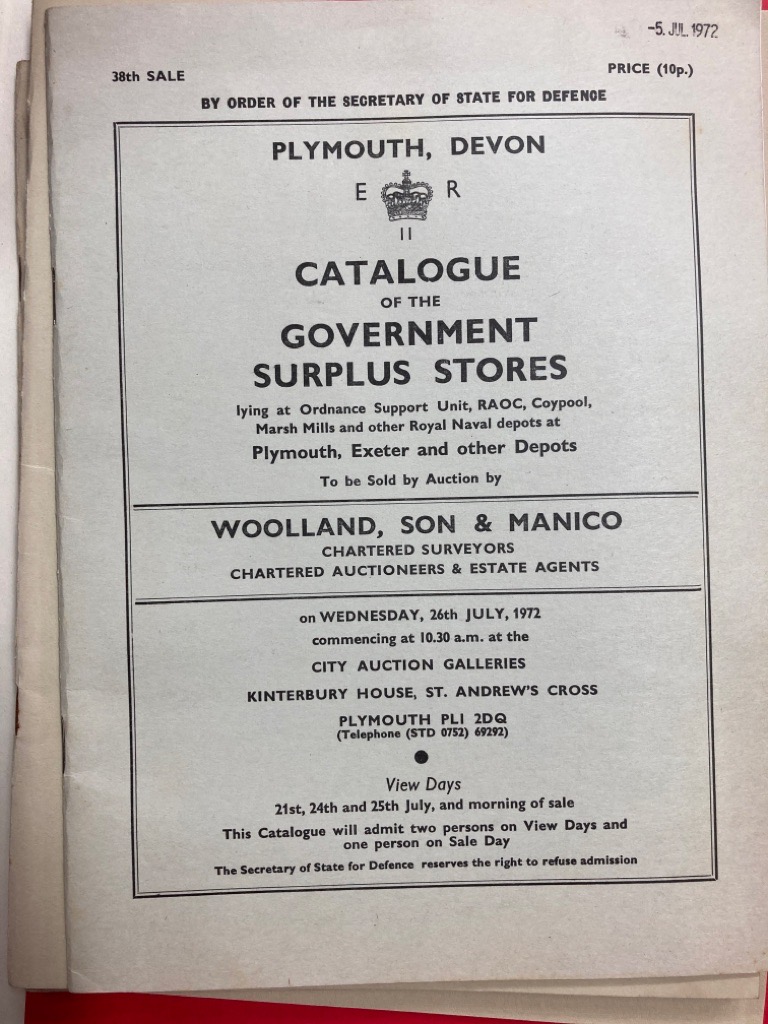 -5. JUL. 1972
38th SALE
PRICE (10p.)
BY ORDER OF THE SECRETARY OF STATE FOR DEFENCE
PLYMOUTH, DEVON
E R
II
CATALOGUE
OF THE
GOVERNMENT
SURPLUS STORES
lying at Ordnance Support Unit, RAOC, Coypool,
Marsh Mills and other Royal Naval depots at
Plymouth, Exeter and other Depots
To be Sold by Auction by
WOOLLAND, SON & MANICO
CHARTERED SURVEYORS
CHARTERED AUCTIONEERS & ESTATE AGENTS
on WEDNESDAY, 26th JULY, 1972
commencing at 10.30 a.m. at the
CITY AUCTION GALLERIES
KINTERBURY HOUSE, ST. ANDREW'S CROSS
PLYMOUTH PL1 2DQ
(Telephone (STD 0752) 69292)
View Days
21st, 24th and 25th July, and morning of sale
This Catalogue will admit two persons on View Days and
one person on Sale Day
The Secretary of State for Defence reserves the right to refuse admission